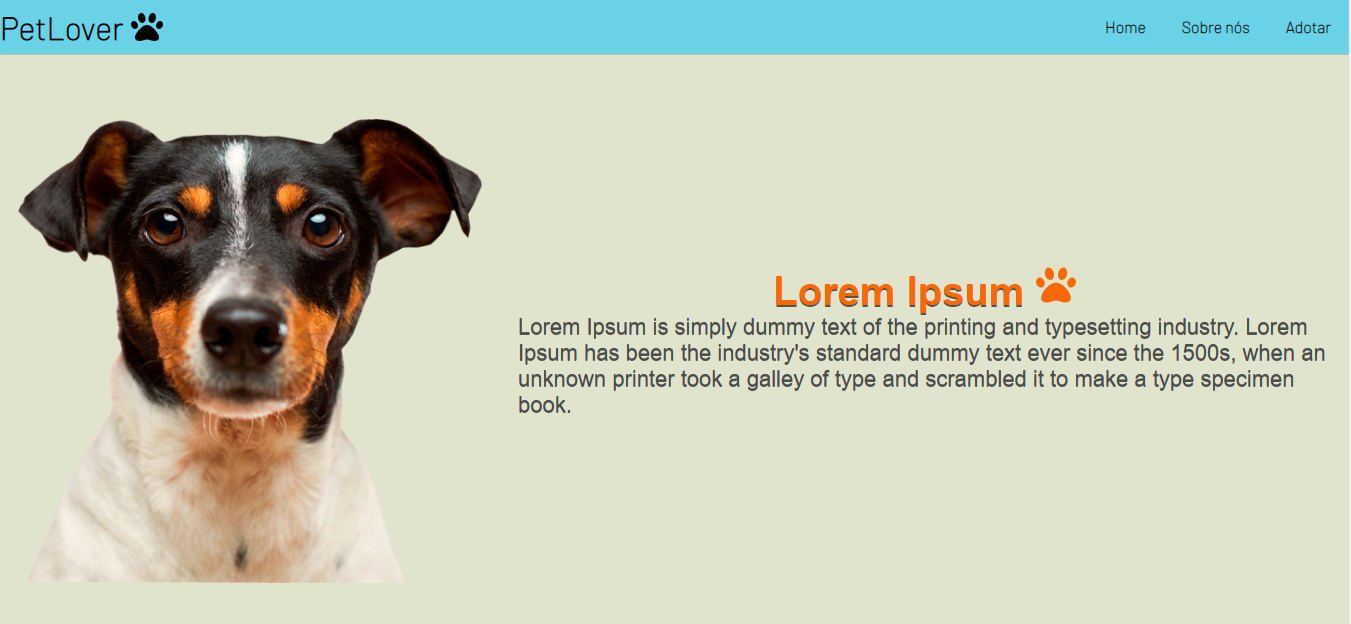 PetLover
Home Sobre nós Adotar
Lorem Ipsum
Lorem Ipsum is simply dummy text of the printing and typesetting industry. Lorem
Ipsum has been the industry's standard dummy text ever since the 1500s, when an
unknown printer took a galley of type and scrambled it to make a type specimen
book.